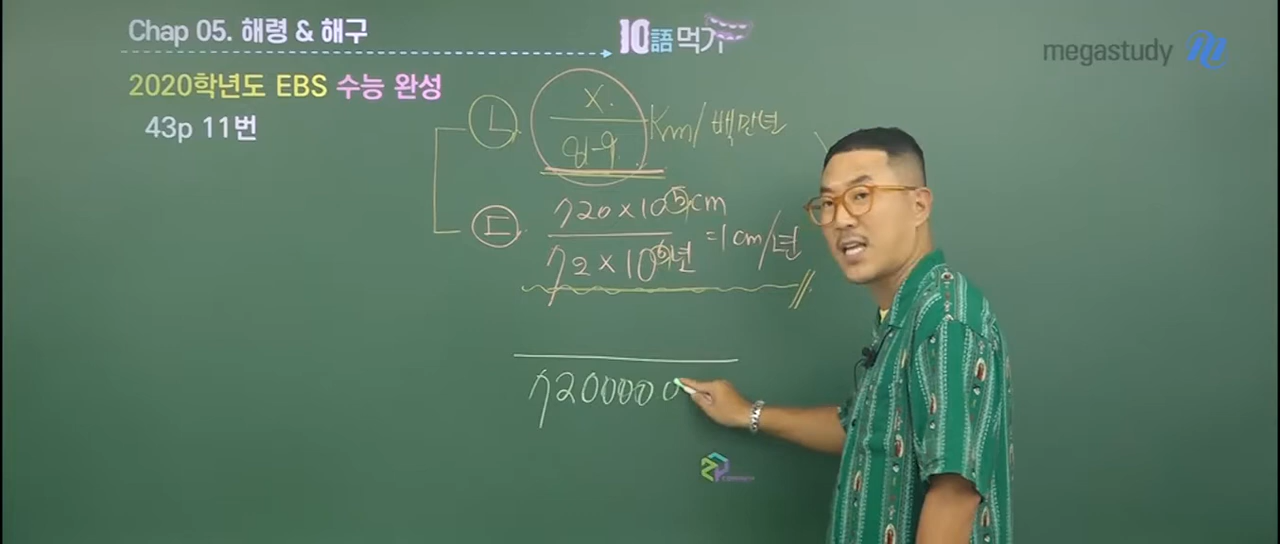 Chap 05. 해령 & 해구
10語 먹기
megastudy
2020학년도 EBS 수능 완성
43p 11번
ㄴ X. Km/백만년
ㄷ 720×10⁵cm =1cm/년
72×10⁶년
7200000